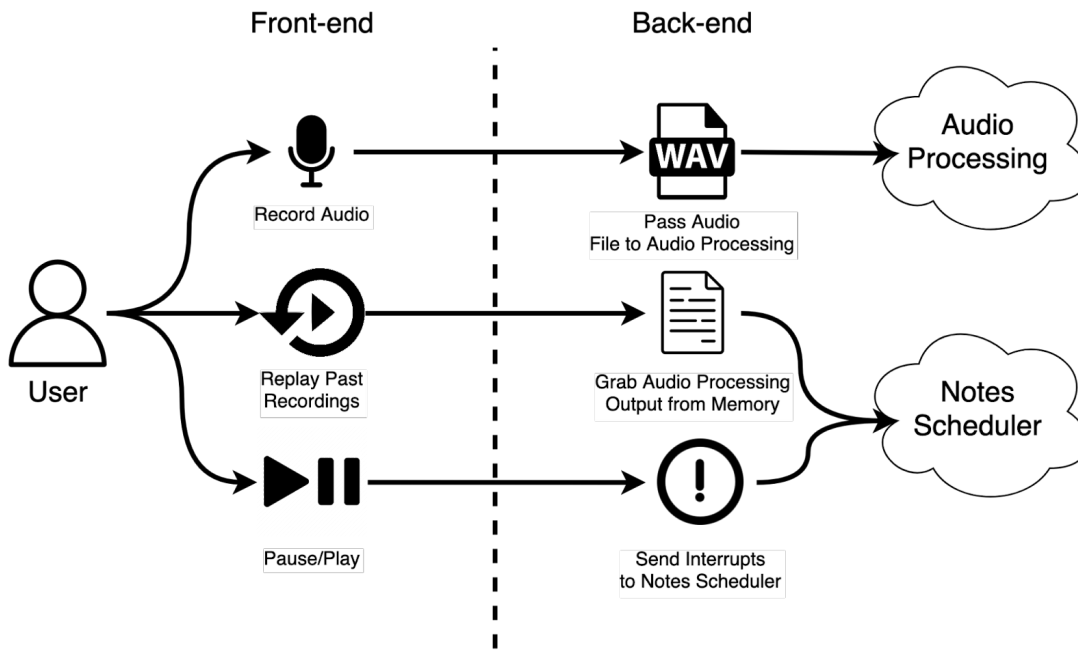 Front-end
Back-end
Record Audio
WAV
Pass Audio
File to Audio Processing
Audio
Processing
User
Replay Past
Recordings
Grab Audio Processing
Output from Memory
Notes
Scheduler
Pause/Play
Send Interrupts
to Notes Scheduler